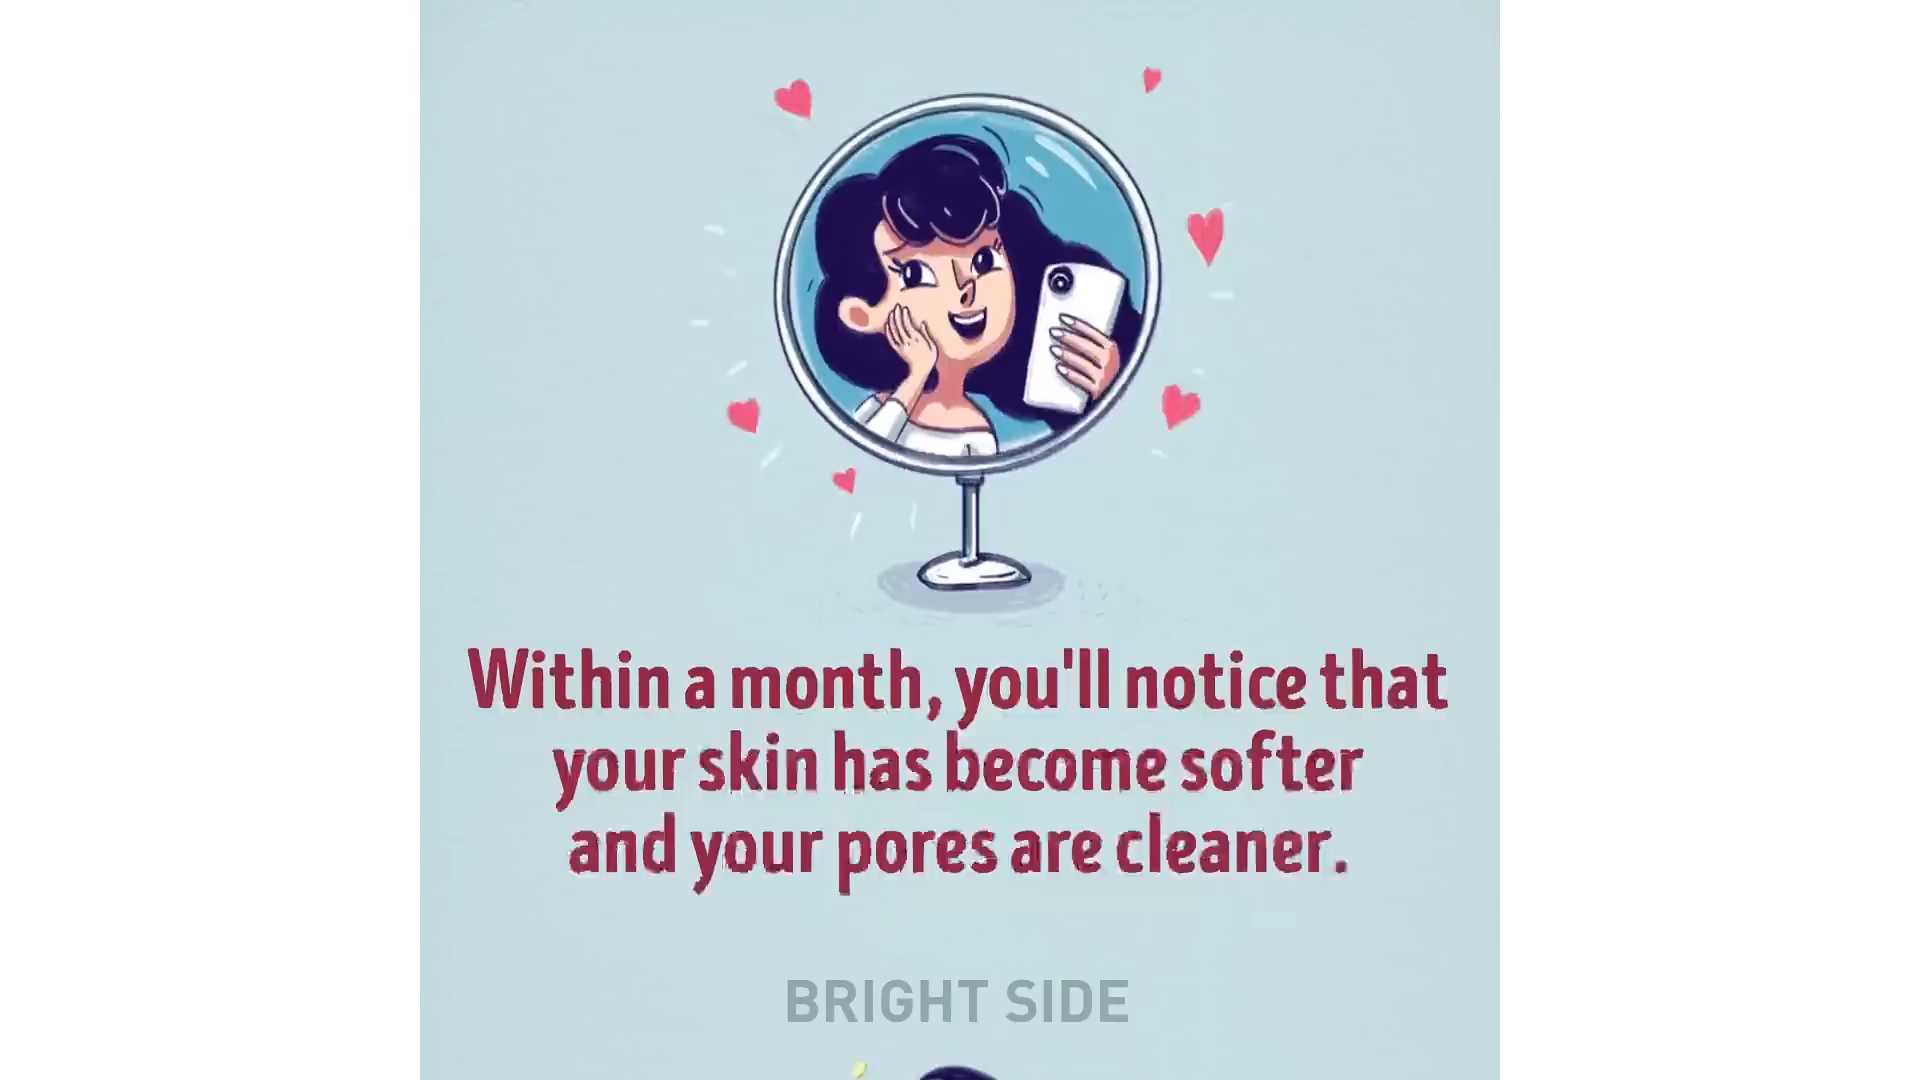 Within a month, you'll notice that
your skin has become softer
and your pores are cleaner.
BRIGHT SIDE